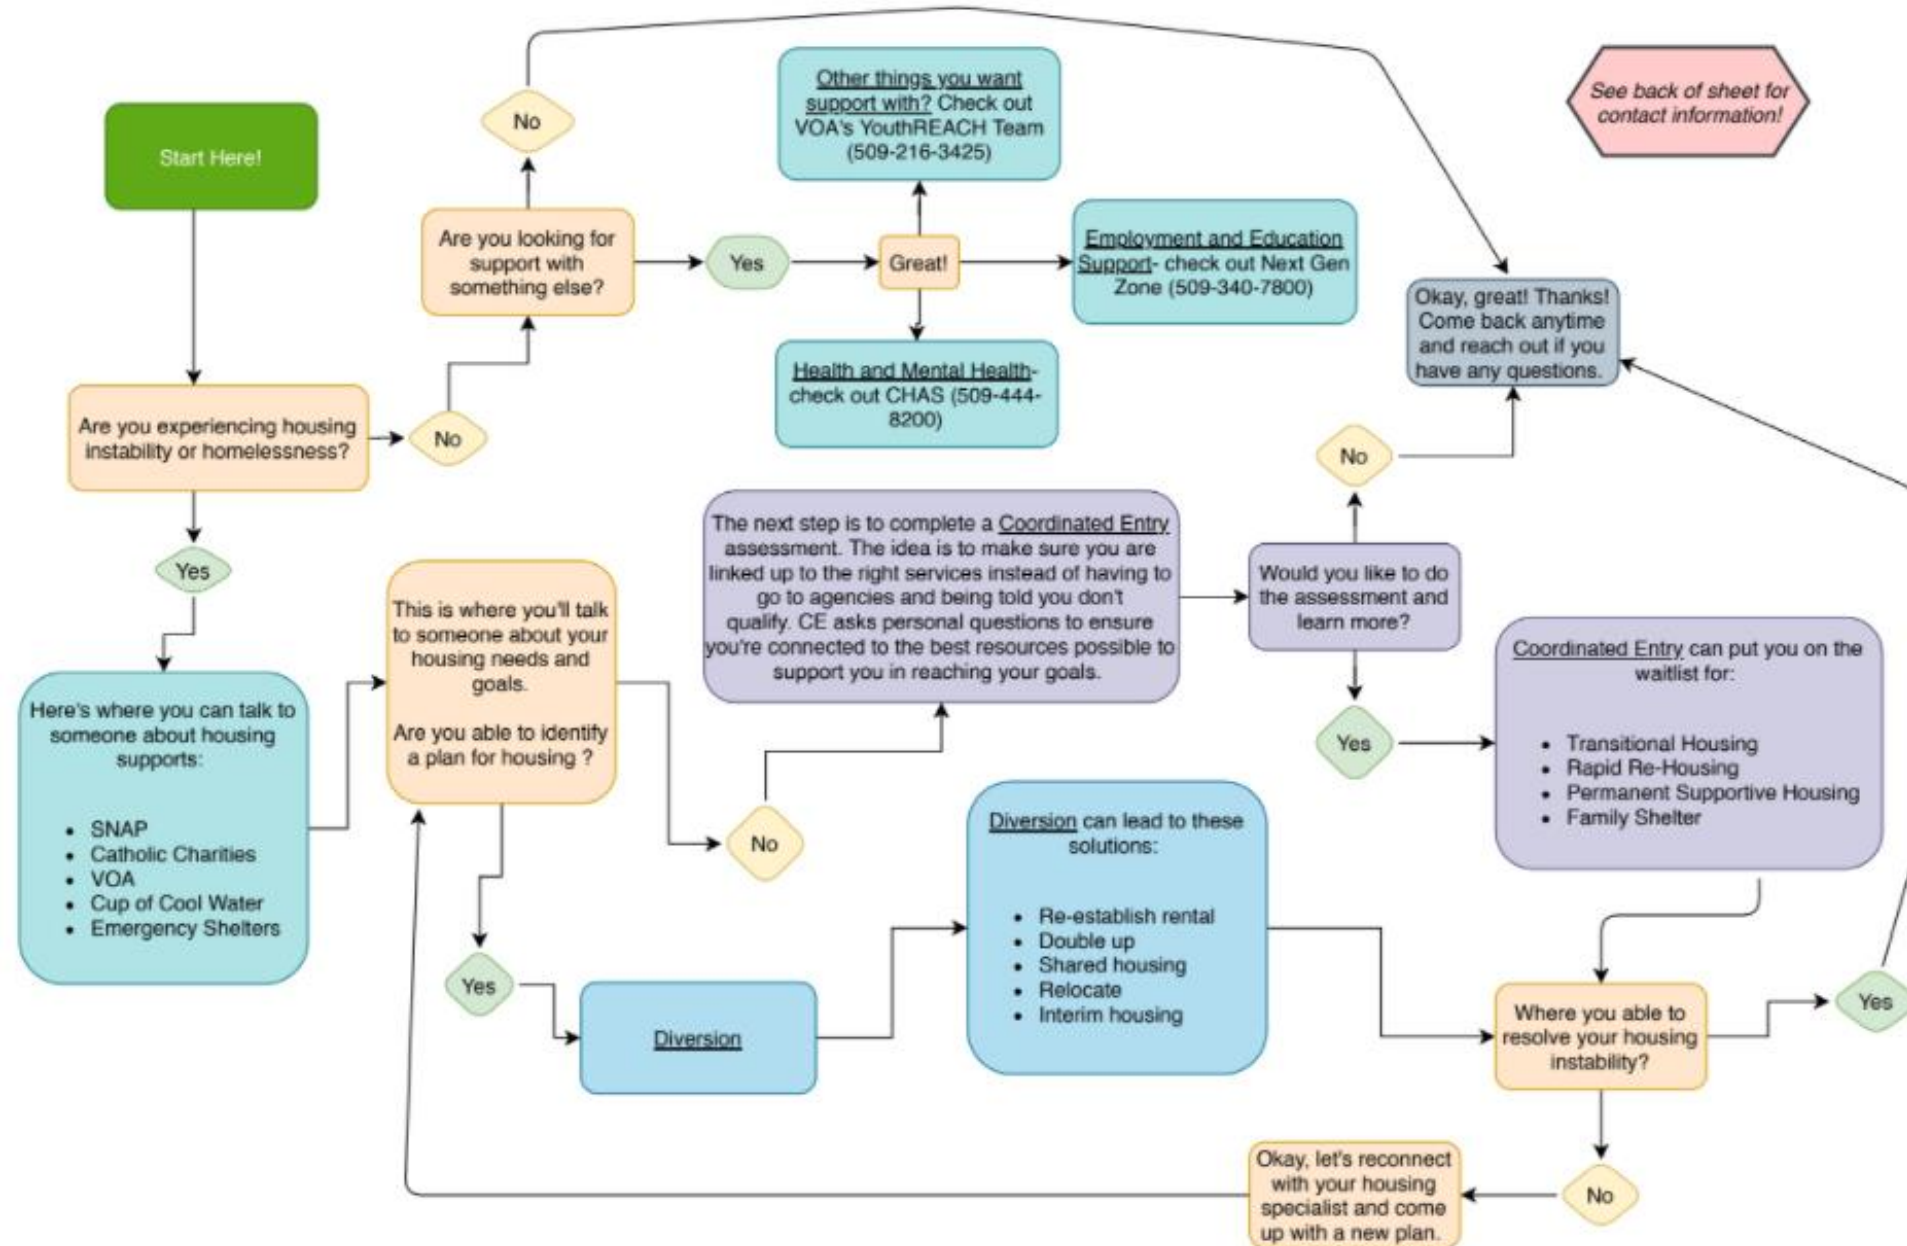 Start Here!
No
Other things you want
support with? Check out
VOA's YouthREACH Team
(509-216-3425)
See back of sheet for
contact information!
Are you looking for
support with
something else?
Yes
Great!
Employment and Education
Support- check out Next Gen
Zone (509-340-7800)
Okay, great! Thanks!
Come back anytime
and reach out if you
have any questions.
Health and Mental Health-
check out CHAS (509-444-
8200)
Are you experiencing housing
instability or homelessness?
No
Yes
Here's where you can talk to
someone about housing
supports:
• SNAP
• Catholic Charities
• VOA
• Cup of Cool Water
• Emergency Shelters
This is where you'll talk
to someone about your
housing needs and
goals.
Are you able to identify
a plan for housing ?
No
The next step is to complete a Coordinated Entry
assessment. The idea is to make sure you are
linked up to the right services instead of having to
go to agencies and being told you don't
qualify. CE asks personal questions to ensure
you're connected to the best resources possible to
support you in reaching your goals.
Would you like to do
the assessment and
learn more?
No
Yes
Coordinated Entry can put you on the
waitlist for:
• Transitional Housing
• Rapid Re-Housing
• Permanent Supportive Housing
• Family Shelter
Yes
Diversion
Diversion can lead to these
solutions:
• Re-establish rental
• Double up
• Shared housing
• Relocate
• Interim housing
Where you able to
resolve your housing
instability?
Yes
No
Okay, let's reconnect
with your housing
specialist and come
up with a new plan.